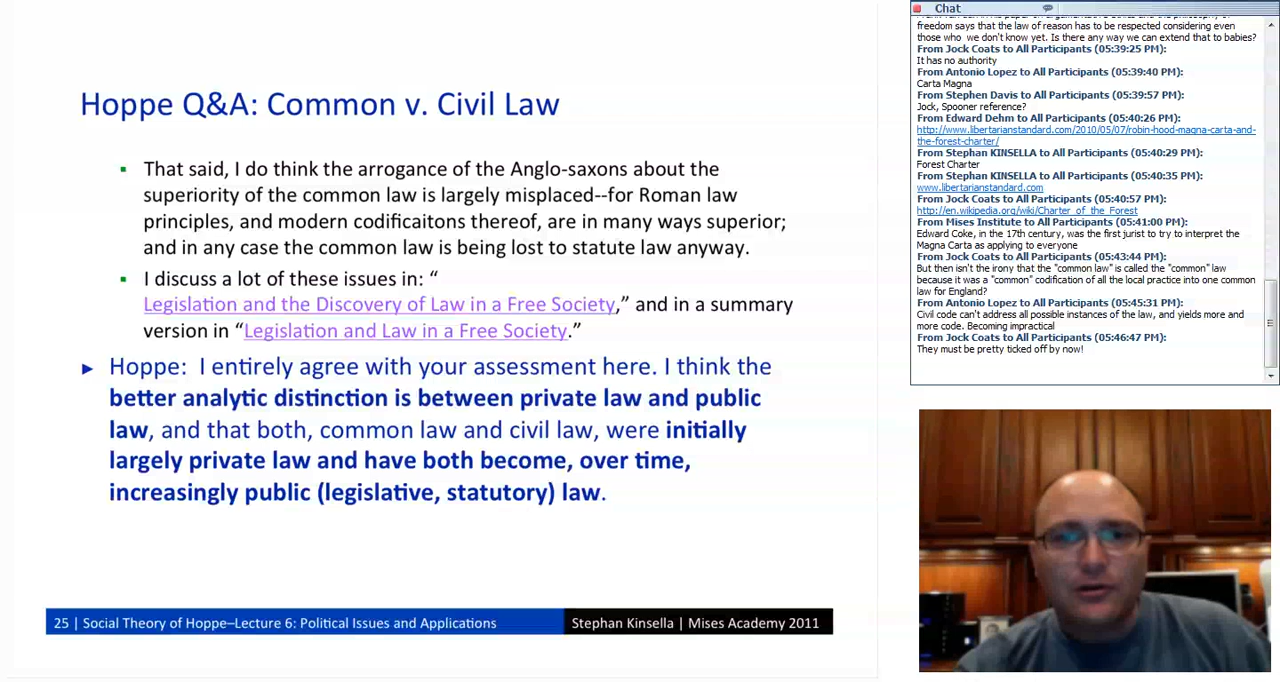 Hoppe Q&A: Common v. Civil Law
That said, I do think the arrogance of the Anglo-saxons about the
superiority of the common law is largely misplaced--for Roman law
principles, and modern codificaitons thereof, are in many ways superior;
and in any case the common law is being lost to statute law anyway.
I discuss a lot of these issues in: “
Legislation and the Discovery of Law in a Free Society,” and in a summary
version in “Legislation and Law in a Free Society.”
Hoppe: I entirely agree with your assessment here. I think the
better analytic distinction is between private law and public
law, and that both, common law and civil law, were initially
largely private law and have both become, over time,
increasingly public (legislative, statutory) law.
25 | Social Theory of Hoppe–Lecture 6: Political Issues and Applications
Stephan Kinsella | Mises Academy 2011
Chat
freedom says that the law of reason has to be respected considering even
those who we don't know yet. Is there any way we can extend that to babies?
From Jock Coats to All Participants (05:39:25 PM):
It has no authority
From Antonio Lopez to All Participants (05:39:40 PM):
Carta Magna
From Stephen Davis to All Participants (05:39:57 PM):
Jock, Spooner reference?
From Edward Dehm to All Participants (05:40:26 PM):
http://www.libertarianstandard.com/2010/05/07/robin-hood-magna-carta-and-
the-forest-charter/
From Stephan KINSELLA to All Participants (05:40:29 PM):
Forest Charter
From Stephan KINSELLA to All Participants (05:40:35 PM):
www.libertarianstandard.com
From Jock Coats to All Participants (05:40:57 PM):
http://en.wikipedia.org/wiki/Charter_of_the_Forest
From Mises Institute to All Participants (05:41:00 PM):
Edward Coke, in the 17th century, was the first jurist to try to interpret the
Magna Carta as applying to everyone
From Jock Coats to All Participants (05:43:44 PM):
But then isn't the irony that the "common law" is called the "common" law
because it was a "common" codification of all the local practice into one common
law for England?
From Antonio Lopez to All Participants (05:45:31 PM):
Civil code can't address all possible instances of the law, and yields more and
more code. Becoming impractical
From Jock Coats to All Participants (05:46:47 PM):
They must be pretty ticked off by now!